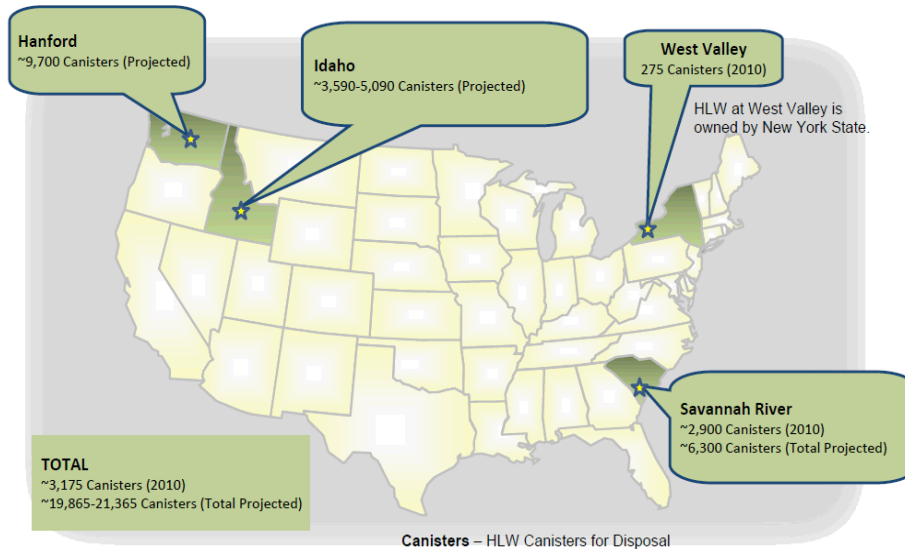 Hanford
~9,700 Canisters (Projected)
Idaho
~3,590-5,090 Canisters (Projected)
West Valley
275 Canisters (2010)
HLW at West Valley is
owned by New York State.
Savannah River
~2,900 Canisters (2010)
~6,300 Canisters (Total Projected)
TOTAL
~3,175 Canisters (2010)
~19,865-21,365 Canisters (Total Projected)
Canisters – HLW Canisters for Disposal